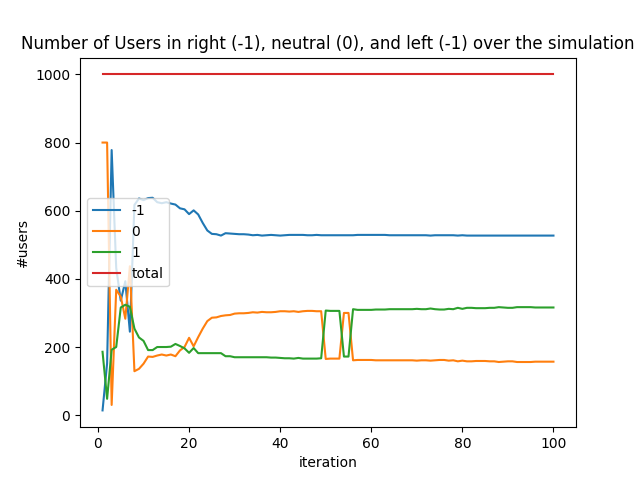 Number of Users in right (-1), neutral (0), and left (-1) over the simulation
1000
800
600
400
200
0
#users
-1
0
1
total
0 20 40 60 80 100
iteration